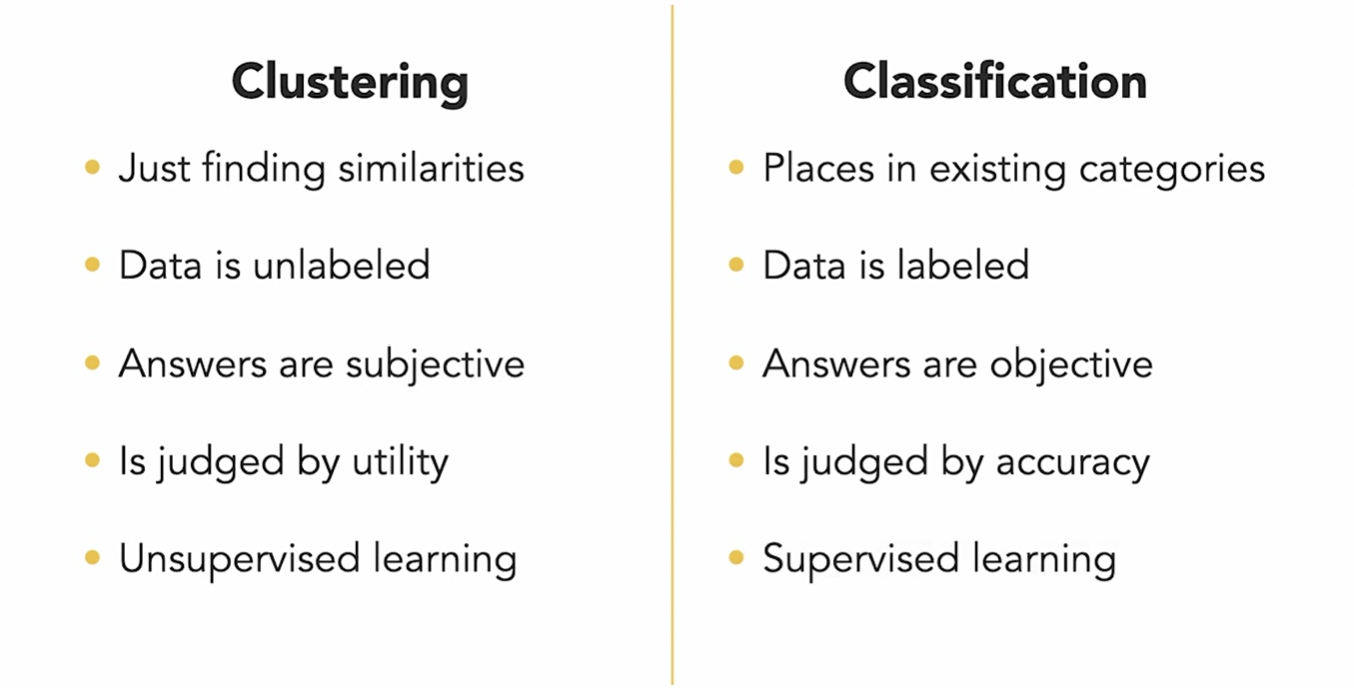 Clustering
• Just finding similarities
• Data is unlabeled
• Answers are subjective
• Is judged by utility
• Unsupervised learning
Classification
• Places in existing categories
• Data is labeled
• Answers are objective
• Is judged by accuracy
• Supervised learning